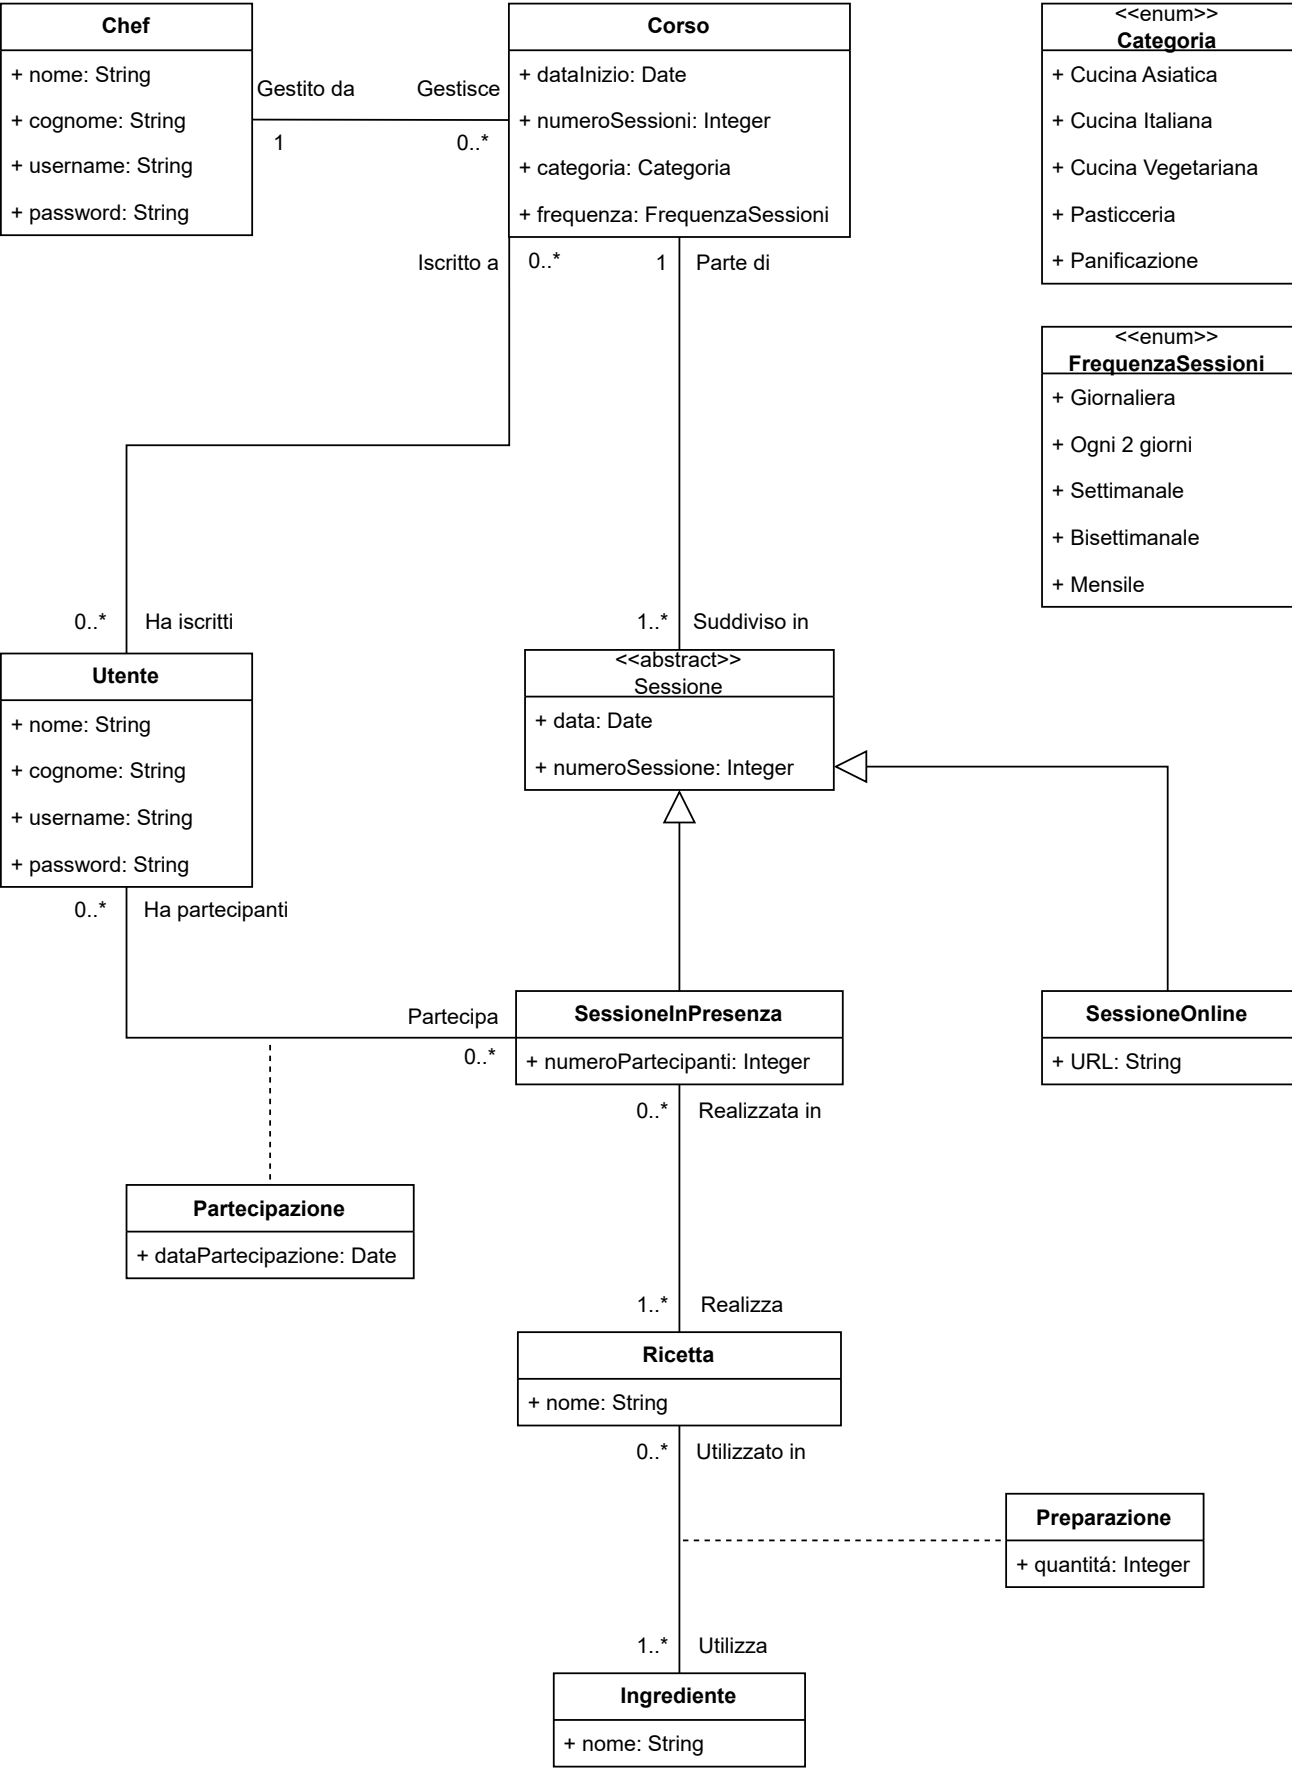 Chef
+ nome: String
+ cognome: String
+ username: String
+ password: String
Gestito da
Gestisce
1
0..*
Corso
+ dataInizio: Date
+ numeroSessioni: Integer
+ categoria: Categoria
+ frequenza: FrequenzaSessioni
<<enum>>
Categoria
+ Cucina Asiatica
+ Cucina Italiana
+ Cucina Vegetariana
+ Pasticceria
+ Panificazione
Iscritto a
0..*
1
Parte di
<<enum>>
FrequenzaSessioni
+ Giornaliera
+ Ogni 2 giorni
+ Settimanale
+ Bisettimanale
+ Mensile
0..*
Ha iscritti
1..*
Suddiviso in
Utente
+ nome: String
+ cognome: String
+ username: String
+ password: String
<<abstract>>
Sessione
+ data: Date
+ numeroSessione: Integer
0..*
Ha partecipanti
Partecipa
0..*
SessioneInPresenza
+ numeroPartecipanti: Integer
SessioneOnline
+ URL: String
0..*
Realizzata in
Partecipazione
+ dataPartecipazione: Date
1..*
Realizza
Ricetta
+ nome: String
0..*
Utilizzato in
Preparazione
+ quantitá: Integer
1..*
Utilizza
Ingrediente
+ nome: String